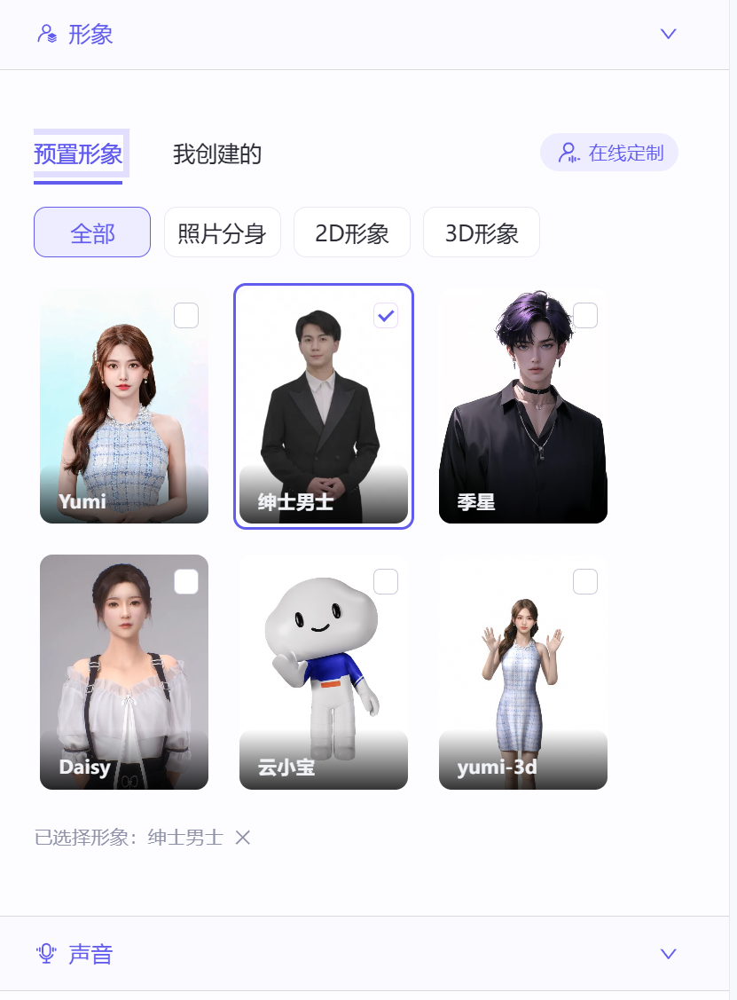 形象
预置形象 我创建的 在线定制
全部 照片分身 2D形象 3D形象
Yumi 绅士男士 季星
Daisy 云小宝 yumi-3d
已选择形象：绅士男士 ×
声音